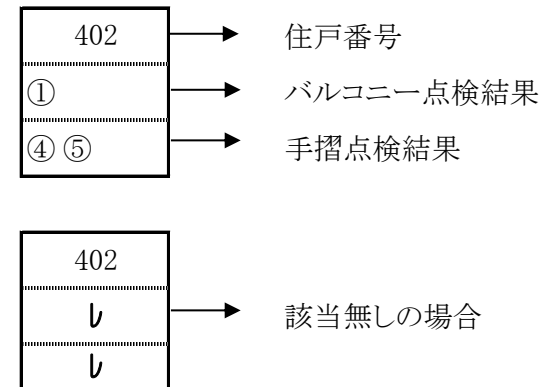 402 住戸番号
① バルコニー点検結果
④ ⑤ 手摺点検結果
402
レ 該当無しの場合
レ